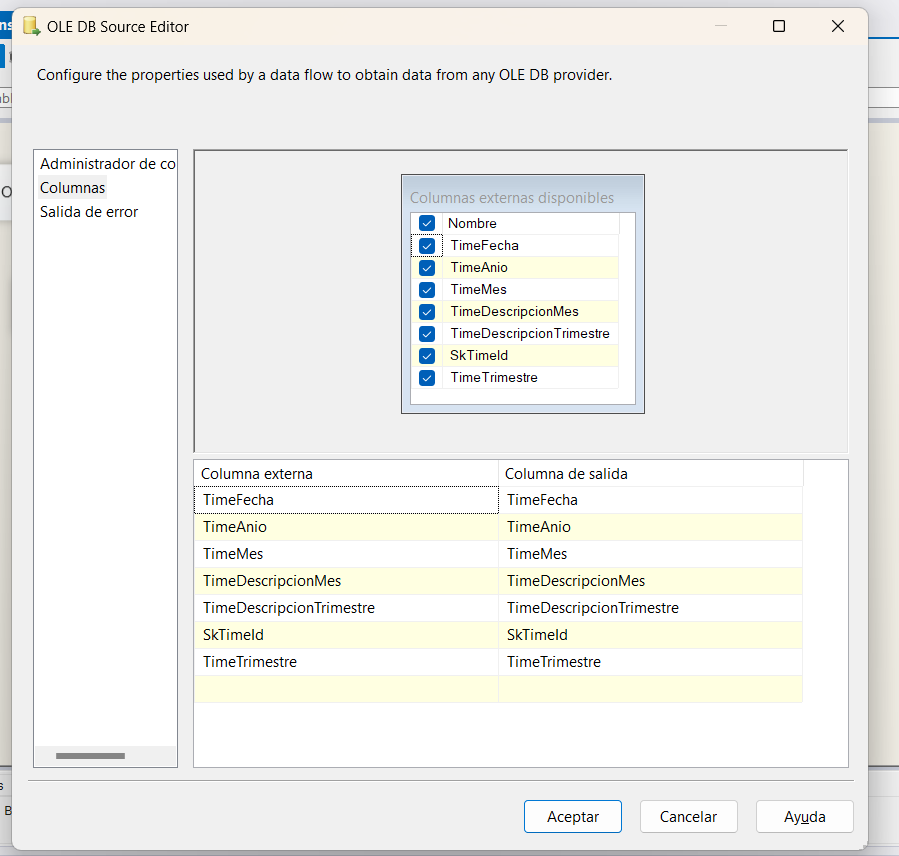 OLE DB Source Editor
Configure the properties used by a data flow to obtain data from any OLE DB provider.
Administrador de co
Columnas
Salida de error
Columnas externas disponibles
Nombre
TimeFecha
TimeAnio
TimeMes
TimeDescripcionMes
TimeDescripcionTrimestre
SkTimeId
TimeTrimestre
Columna externa Columna de salida
TimeFecha TimeFecha
TimeAnio TimeAnio
TimeMes TimeMes
TimeDescripcionMes TimeDescripcionMes
TimeDescripcionTrimestre TimeDescripcionTrimestre
SkTimeId SkTimeId
TimeTrimestre TimeTrimestre
Aceptar Cancelar Ayuda